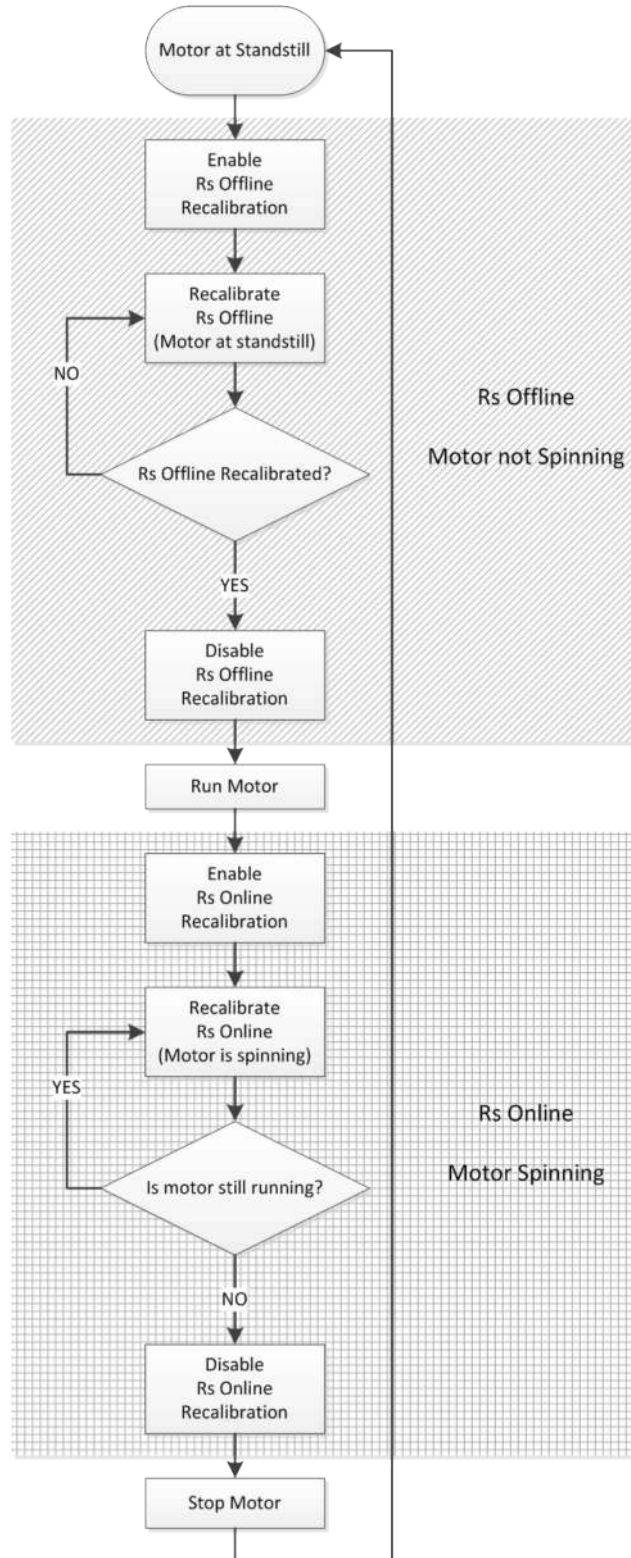 Motor at Standstill
Enable
Rs Offline
Recalibration
Recalibrate
Rs Offline
(Motor at standstill)
NO
Rs Offline
Motor not Spinning
Rs Offline Recalibrated?
YES
Disable
Rs Offline
Recalibration
Run Motor
Enable
Rs Online
Recalibration
Recalibrate
Rs Online
(Motor is spinning)
YES
Rs Online
Motor Spinning
Is motor still running?
NO
Disable
Rs Online
Recalibration
Stop Motor